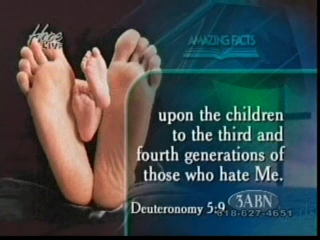 Hope
LIVE
AMAZING FACTS
upon the children
to the third and
fourth generations of
those who hate Me.
Deuteronomy 5:9
3ABN
618-627-4651